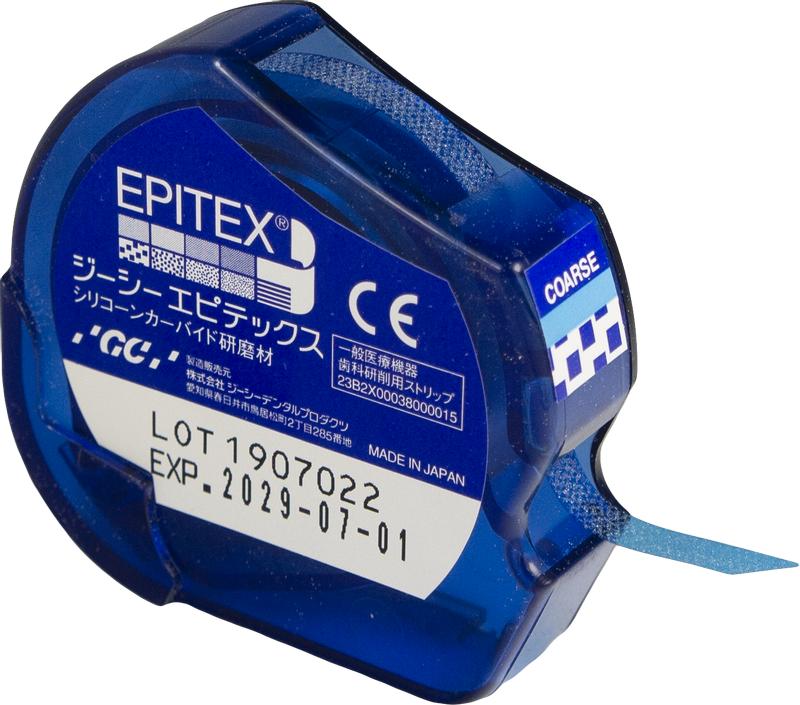 EPITEX®
ジーシー エピテックス
シリコーンカーバイド研磨材
GC
製造販売元
株式会社 ジーシーデンタルプロダクツ
愛知県春日井市鳥居松町2丁目285番地
CE
一般医療機器
歯科研削用ストリップ
23B2X00038000015
MADE IN JAPAN
LOT 1907022
EXP. 2029-07-01
COARSE